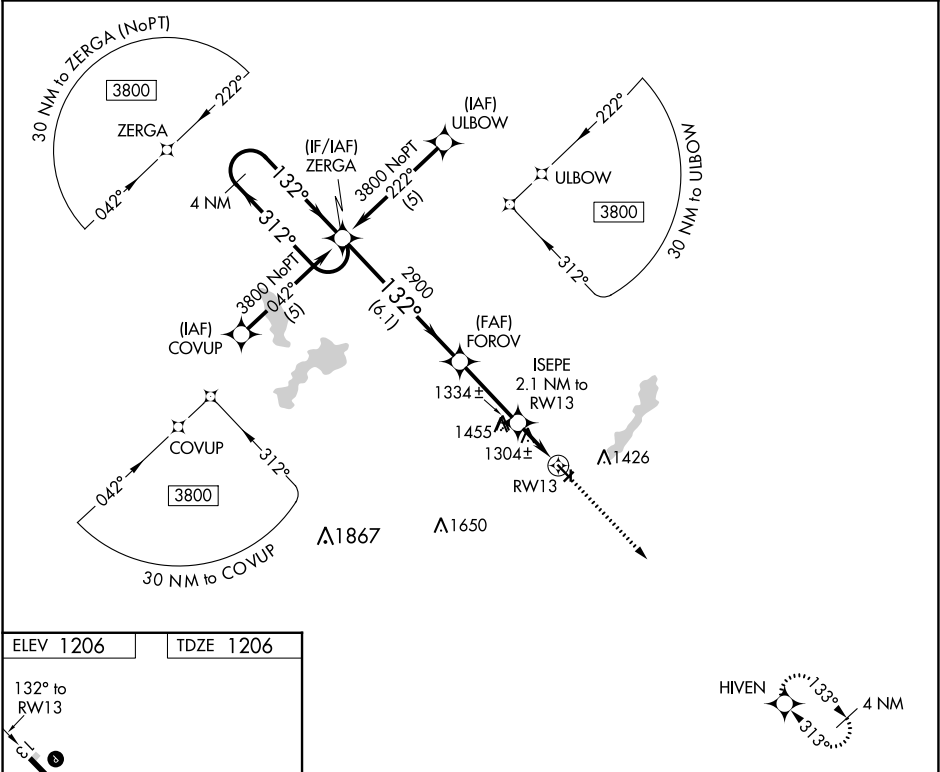 30 NM to ZERGA (NoPT)
3800
222°
ZERGA
042°
(IF/IAF)
ZERGA
132°
4 NM
312°
(IAF)
ULBOW
3800 NoPT
222°
(5)
222°
ULBOW
3800
312°
30 NM to ULBOW
3800 NoPT
042°
(5)
(IAF)
COVUP
2900
132°
(6.1)
(FAF)
FOROV
ISEPE
2.1 NM to
RW13
1334±
1455
1304±
1426
RW13
COVUP
042°
312°
3800
30 NM to COVUP
1867
1650
ELEV 1206
TDZE 1206
132° to
RW13
13
P
HIVEN
133°
4 NM
313°